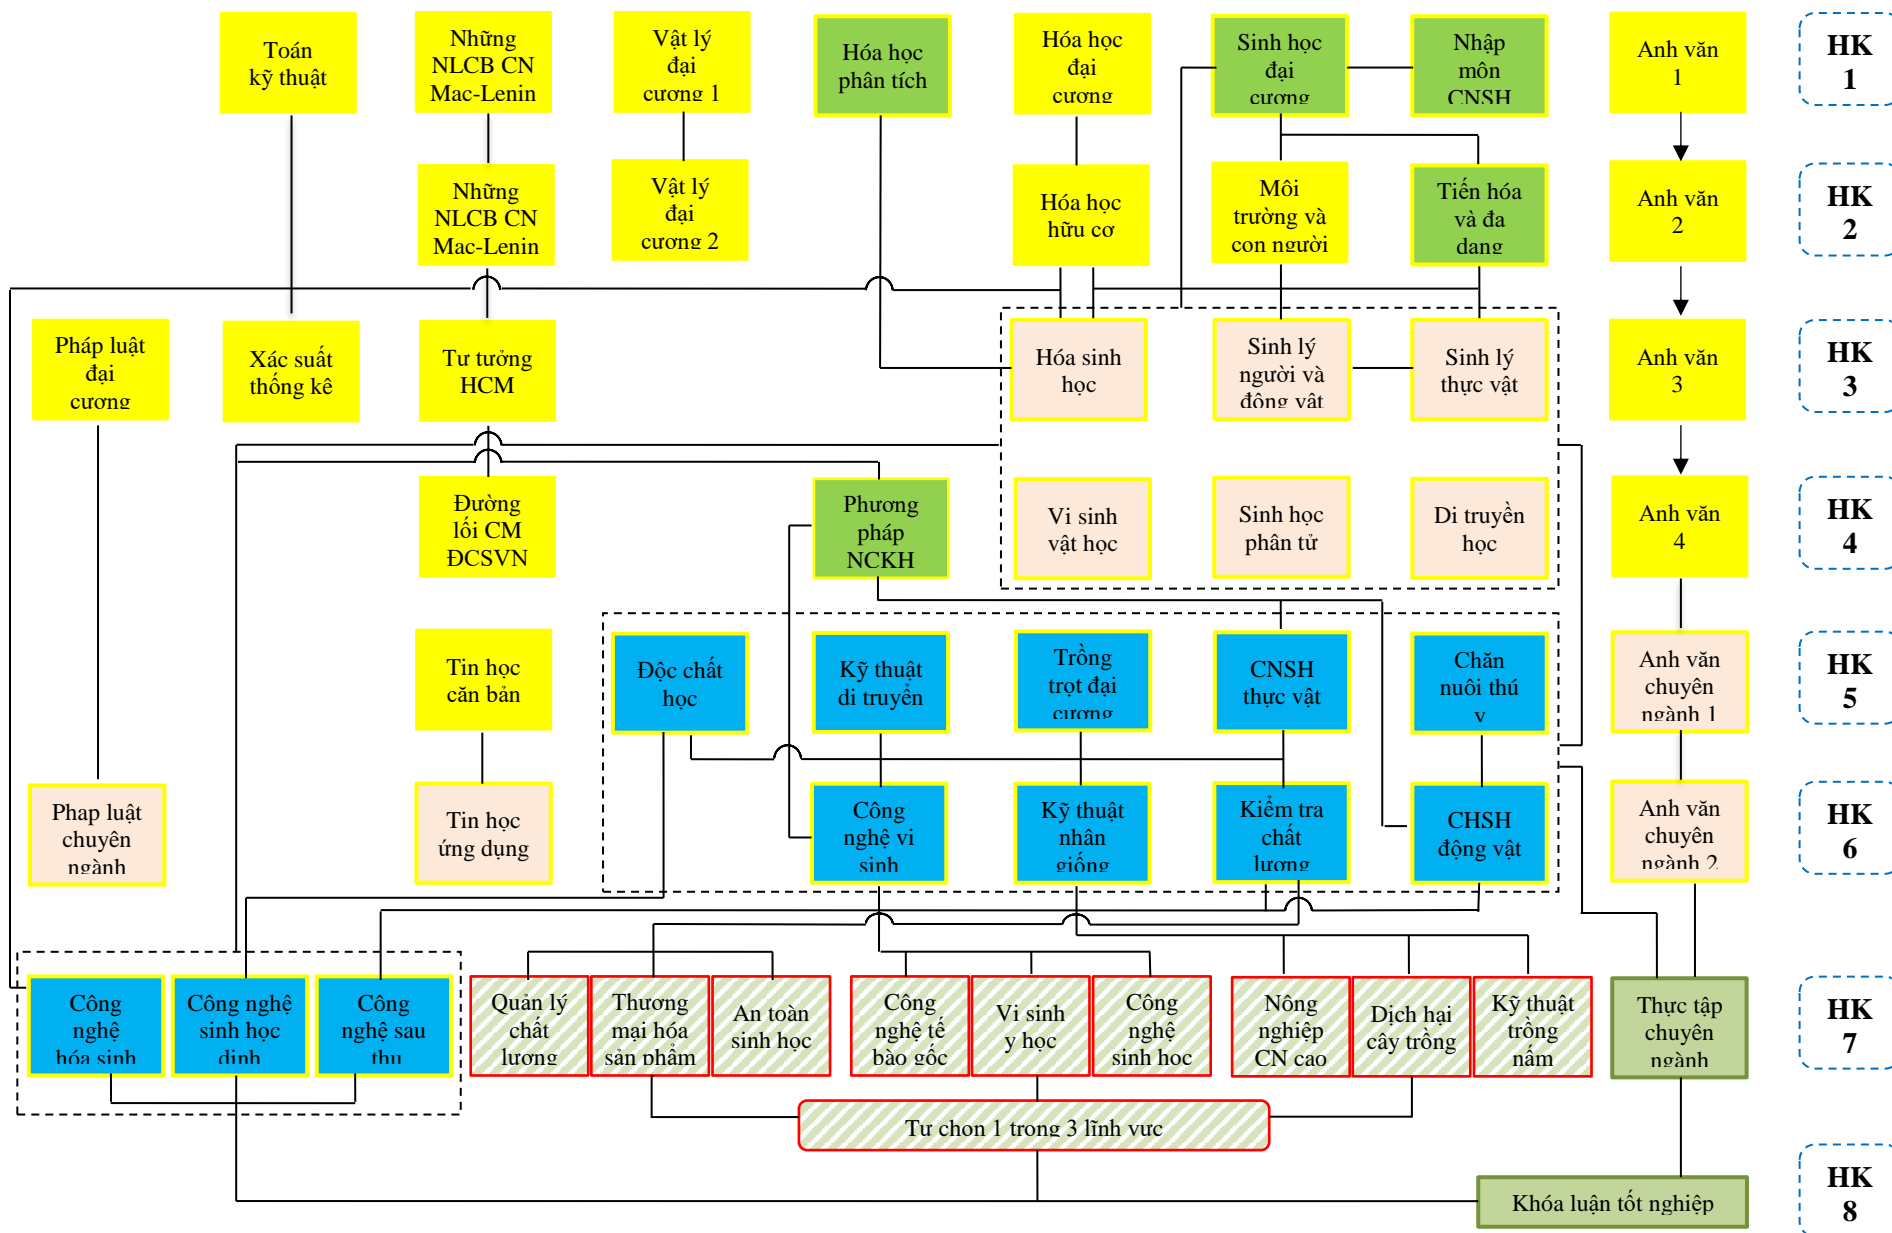 Toán
kỹ thuật
Những
NLCB CN
Mac-Lenin
Vật lý
đại
cương 1
Hóa học
phân tích
Hóa học
đại
cương
Sinh học
đại
cương
Nhập
môn
CNSH
Anh văn
1
HK
1
Những
NLCB CN
Mac-Lenin
Vật lý
đại
cương 2
Hóa học
hữu cơ
Môi
trường và
con người
Tiến hóa
và đa
dạng
Anh văn
2
HK
2
Pháp luật
đại
cương
Xác suất
thống kê
Tư tưởng
HCM
Hóa sinh
học
Sinh lý
người và
động vật
Sinh lý
thực vật
Anh văn
3
HK
3
Đường
lối CM
ĐCSVN
Phương
pháp
NCKH
Vi sinh
vật học
Sinh học
phân tử
Di truyền
học
Anh văn
4
HK
4
Tin học
căn bản
Độc chất
học
Kỹ thuật
di truyển
Trồng
trọt đại
cương
CNSH
thực vật
Chăn
nuôi thú
y
Anh văn
chuyên
ngành 1
HK
5
Phap luật
chuyên
ngành
Tin học
ứng dụng
Công
nghệ vi
sinh
Kỹ thuật
nhân
giống
Kiểm tra
chất
lượng
CHSH
động vật
Anh văn
chuyên
ngành 2
HK
6
Công
nghệ
hóa sinh
Công nghệ
sinh học
dinh
Công
nghệ sau
thu
Quản lý
chất
lượng
Thương
mại hóa
sản phẩm
An toàn
sinh học
Công
nghệ tế
bào gốc
Vi sinh
y học
Công
nghệ
sinh học
Nông
nghiệp
CN cao
Dịch hại
cây trồng
Kỹ thuật
trồng
nấm
Thực tập
chuyên
ngành
HK
7
Tự chọn 1 trong 3 lĩnh vực
Khóa luận tốt nghiệp
HK
8